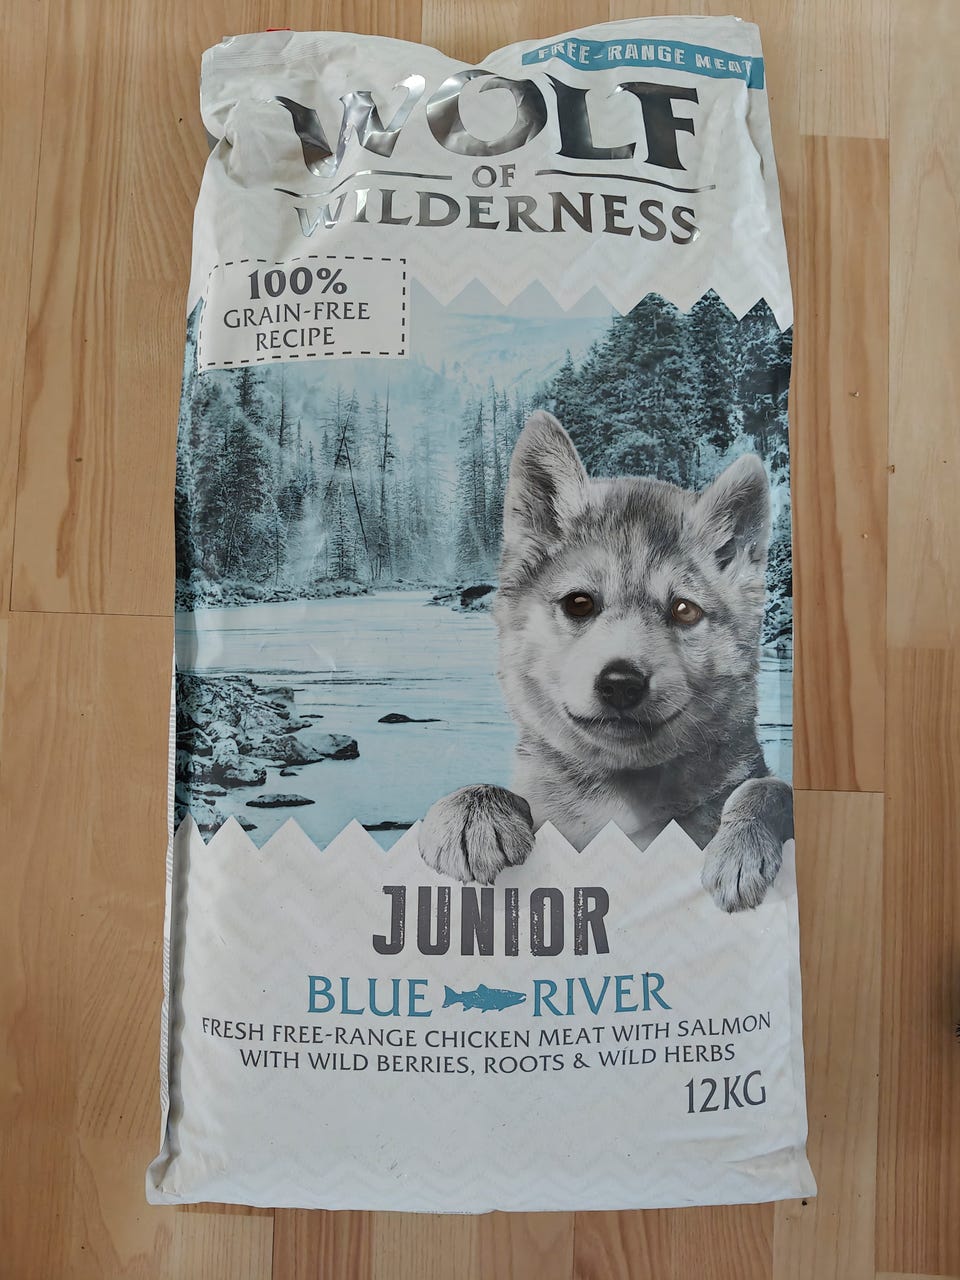 FREE-RANGE MEAT
WOLF
OF
WILDERNESS
100%
GRAIN-FREE
RECIPE
JUNIOR
BLUE RIVER
FRESH FREE-RANGE CHICKEN MEAT WITH SALMON
WITH WILD BERRIES, ROOTS & WILD HERBS
12KG